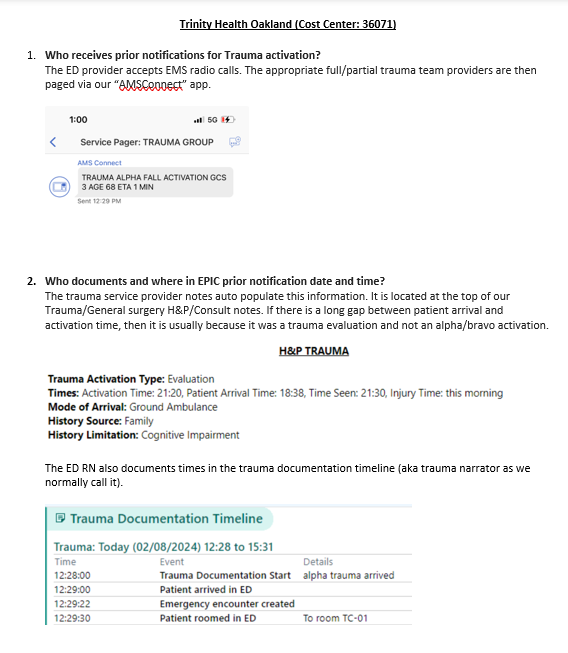 Trinity Health Oakland (Cost Center: 36071)
1. Who receives prior notifications for Trauma activation?
The ED provider accepts EMS radio calls. The appropriate full/partial trauma team providers are then
paged via our “AMSConnect” app.
1:00
5G
Service Pager: TRAUMA GROUP
AMS Connect
TRAUMA ALPHA FALL ACTIVATION GCS
3 AGE 68 ETA 1 MIN
Sent 12:29 PM
2. Who documents and where in EPIC prior notification date and time?
The trauma service provider notes auto populate this information. It is located at the top of our
Trauma/General surgery H&P/Consult notes. If there is a long gap between patient arrival and
activation time, then it is usually because it was a trauma evaluation and not an alpha/bravo activation.
H&P TRAUMA
Trauma Activation Type: Evaluation
Times: Activation Time: 21:20, Patient Arrival Time: 18:38, Time Seen: 21:30, Injury Time: this morning
Mode of Arrival: Ground Ambulance
History Source: Family
History Limitation: Cognitive Impairment
The ED RN also documents times in the trauma documentation timeline (aka trauma narrator as we
normally call it).
Trauma Documentation Timeline
Trauma: Today (02/08/2024) 12:28 to 15:31
Time Event Details
12:28:00 Trauma Documentation Start alpha trauma arrived
12:29:00 Patient arrived in ED
12:29:22 Emergency encounter created
12:29:30 Patient roomed in ED To room TC-01